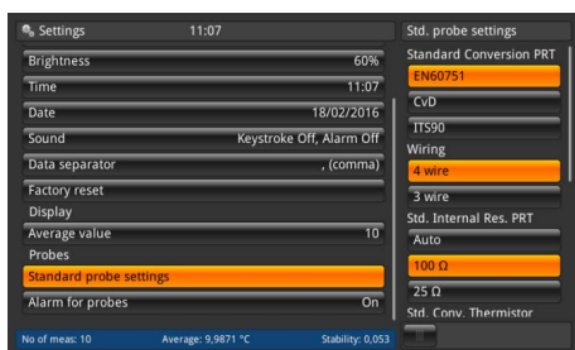 Settings 11:07
Brightness 60%
Time 11:07
Date 18/02/2016
Sound Keystroke Off, Alarm Off
Data separator , (comma)
Factory reset
Display
Average value 10
Probes
Standard probe settings
Alarm for probes On
No of meas: 10 Average: 9,9871 °C Stability: 0,053
Std. probe settings
Standard Conversion PRT
EN60751
CvD
ITS90
Wiring
4 wire
3 wire
Std. Internal Res. PRT
Auto
100 Ω
25 Ω
Std. Conv. Thermistor